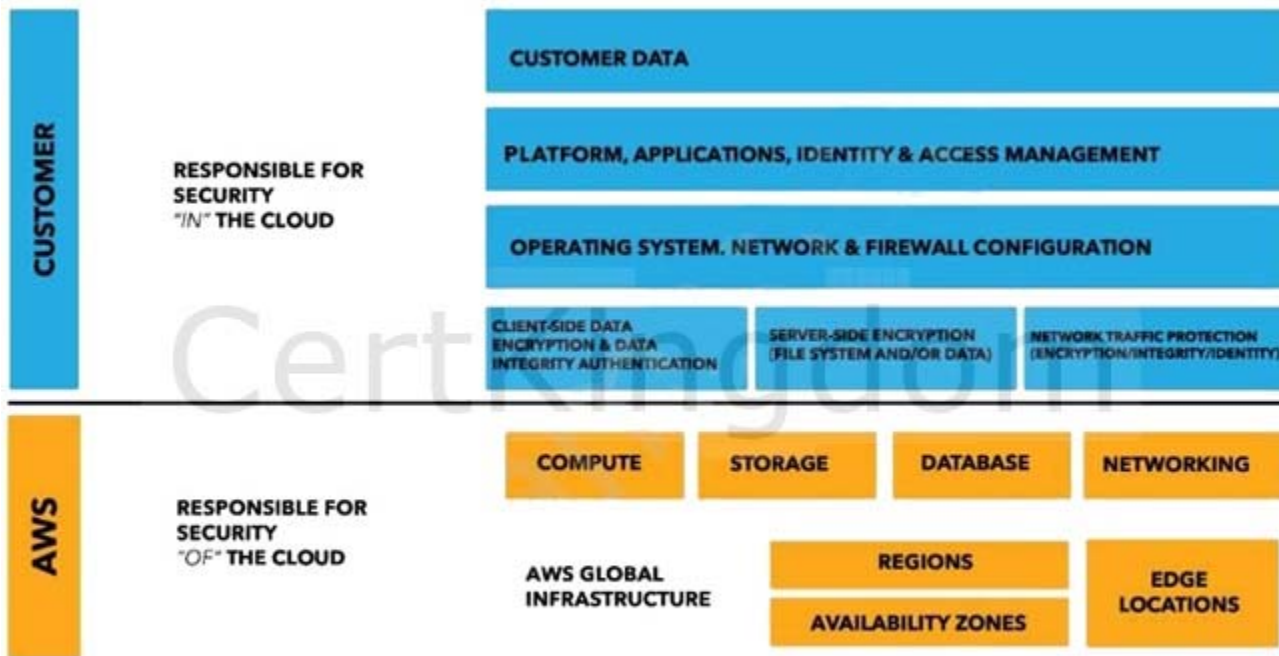 CUSTOMER
RESPONSIBLE FOR
SECURITY
"IN" THE CLOUD
CUSTOMER DATA
PLATFORM, APPLICATIONS, IDENTITY & ACCESS MANAGEMENT
OPERATING SYSTEM. NETWORK & FIREWALL CONFIGURATION
CLIENT-SIDE DATA
ENCRYPTION & DATA
INTEGRITY AUTHENTICATION
SERVER-SIDE ENCRYPTION
(FILE SYSTEM AND/OR DATA)
NETWORK TRAFFIC PROTECTION
(ENCRYPTION/INTEGRITY/IDENTITY)
CertKingdom
AWS
RESPONSIBLE FOR
SECURITY
"OF" THE CLOUD
COMPUTE
STORAGE
DATABASE
NETWORKING
AWS GLOBAL
INFRASTRUCTURE
REGIONS
AVAILABILITY ZONES
EDGE
LOCATIONS